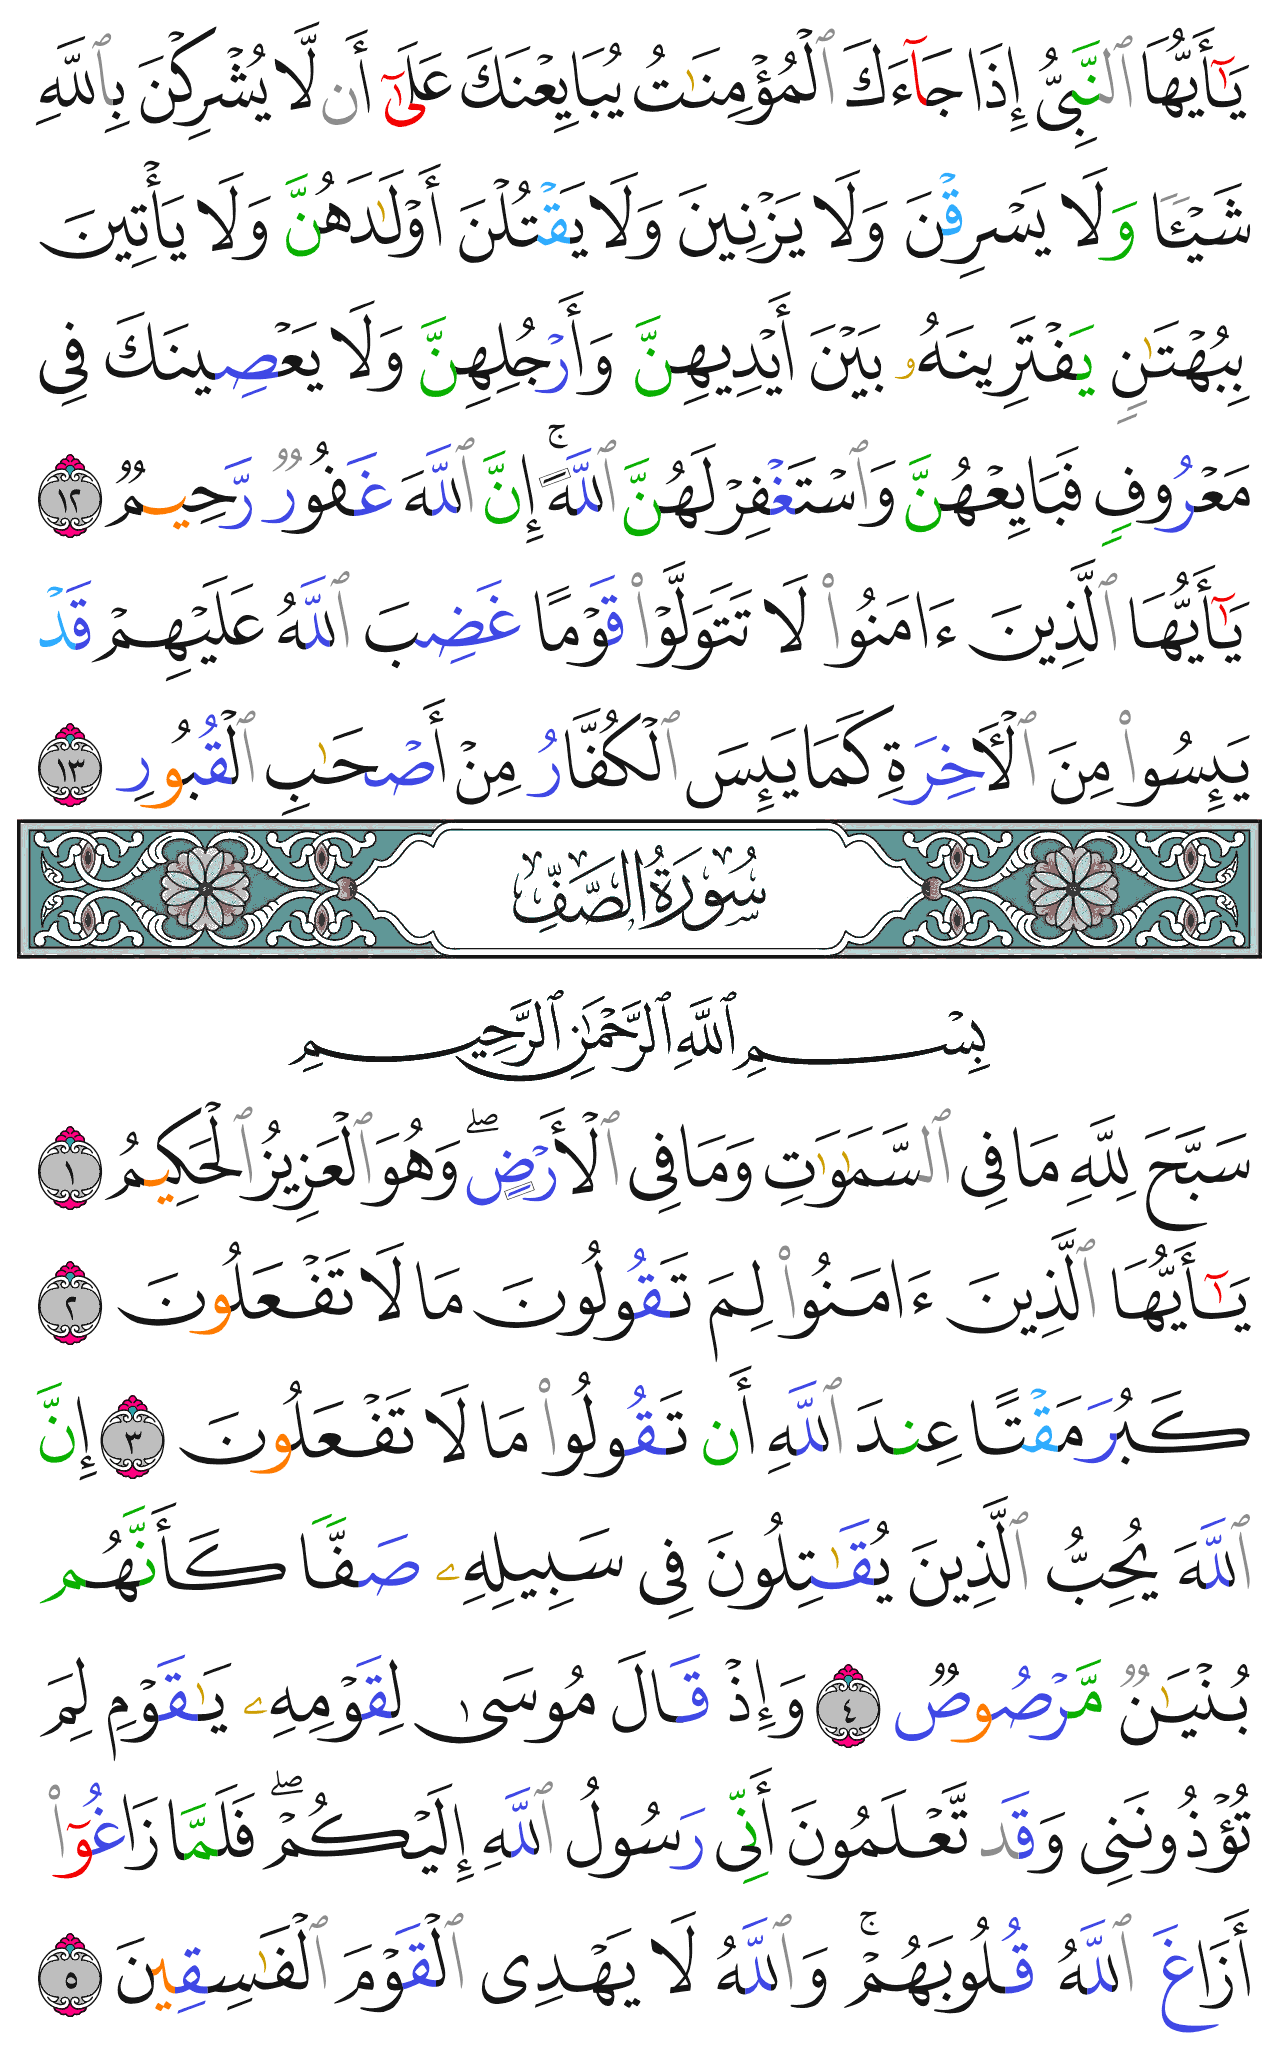 يَـٰٓأَيُّهَا ٱلنَّبِىُّ إِذَا جَآءَكَ ٱلْمُؤْمِنَـٰتُ يُبَايِعْنَكَ عَلَىٰٓ أَن لَّا يُشْرِكْنَ بِٱللَّهِ
شَيْـًٔا وَلَا يَسْرِقْنَ وَلَا يَزْنِينَ وَلَا يَقْتُلْنَ أَوْلَـٰدَهُنَّ وَلَا يَأْتِينَ
بِبُهْتَـٰنٍ يَفْتَرِينَهُۥ بَيْنَ أَيْدِيهِنَّ وَأَرْجُلِهِنَّ وَلَا يَعْصِينَكَ فِى
مَعْرُوفٍ فَبَايِعْهُنَّ وَٱسْتَغْفِرْ لَهُنَّ ٱللَّهَ ۚ إِنَّ ٱللَّهَ غَفُورٌ رَّحِيمٌ ١٢
يَـٰٓأَيُّهَا ٱلَّذِينَ ءَامَنُوا۟ لَا تَتَوَلَّوْا۟ قَوْمًا غَضِبَ ٱللَّهُ عَلَيْهِمْ قَدْ
يَئِسُوا۟ مِنَ ٱلْـَٔاخِرَةِ كَمَا يَئِسَ ٱلْكُفَّارُ مِنْ أَصْحَـٰبِ ٱلْقُبُورِ ١٣
سُورَةُ الصَّفِّ
بِسْمِ ٱللَّهِ ٱلرَّحْمَـٰنِ ٱلرَّحِيمِ
سَبَّحَ لِلَّهِ مَا فِى ٱلسَّمَـٰوَٰتِ وَمَا فِى ٱلْأَرْضِ ۖ وَهُوَ ٱلْعَزِيزُ ٱلْحَكِيمُ ١
يَـٰٓأَيُّهَا ٱلَّذِينَ ءَامَنُوا۟ لِمَ تَقُولُونَ مَا لَا تَفْعَلُونَ ٢
كَبُرَ مَقْتًا عِندَ ٱللَّهِ أَن تَقُولُوا۟ مَا لَا تَفْعَلُونَ ٣ إِنَّ
ٱللَّهَ يُحِبُّ ٱلَّذِينَ يُقَـٰتِلُونَ فِى سَبِيلِهِۦ صَفًّا كَأَنَّهُم
بُنْيَـٰنٌ مَّرْصُوصٌ ٤ وَإِذْ قَالَ مُوسَىٰ لِقَوْمِهِۦ يَـٰقَوْمِ لِمَ
تُؤْذُونَنِى وَقَد تَّعْلَمُونَ أَنِّى رَسُولُ ٱللَّهِ إِلَيْكُمْ ۖ فَلَمَّا زَاغُوٓا۟
أَزَاغَ ٱللَّهُ قُلُوبَهُمْ ۚ وَٱللَّهُ لَا يَهْدِى ٱلْقَوْمَ ٱلْفَـٰسِقِينَ ٥